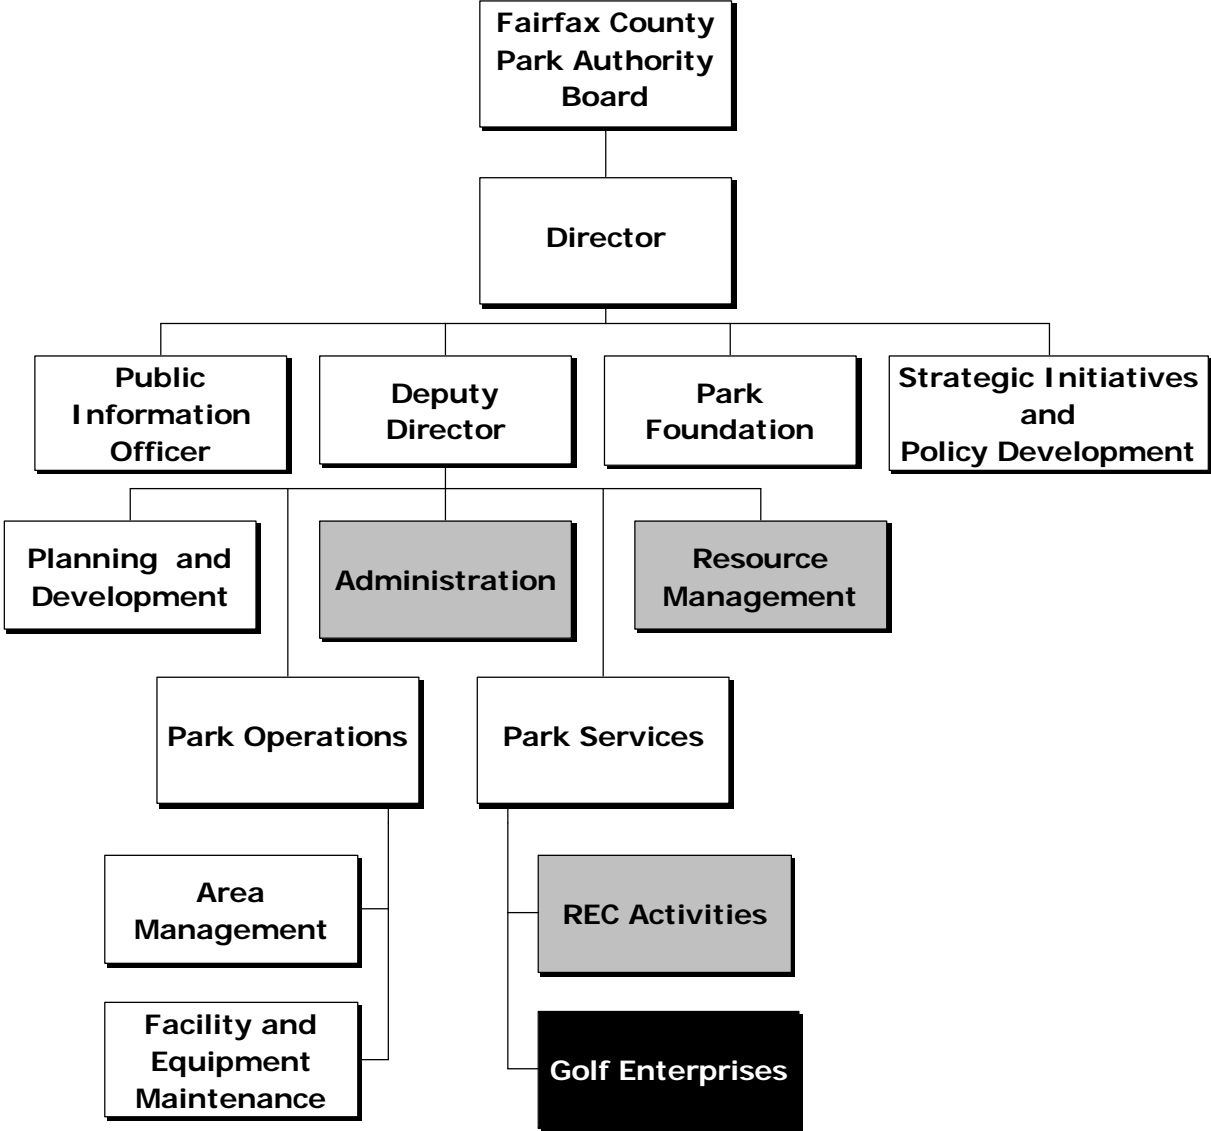 Fairfax County
Park Authority
Board
Director
Public
Information
Officer
Deputy
Director
Park
Foundation
Strategic Initiatives
and
Policy Development
Planning and
Development
Administration
Resource
Management
Park Operations
Park Services
Area
Management
REC Activities
Facility and
Equipment
Maintenance
Golf Enterprises